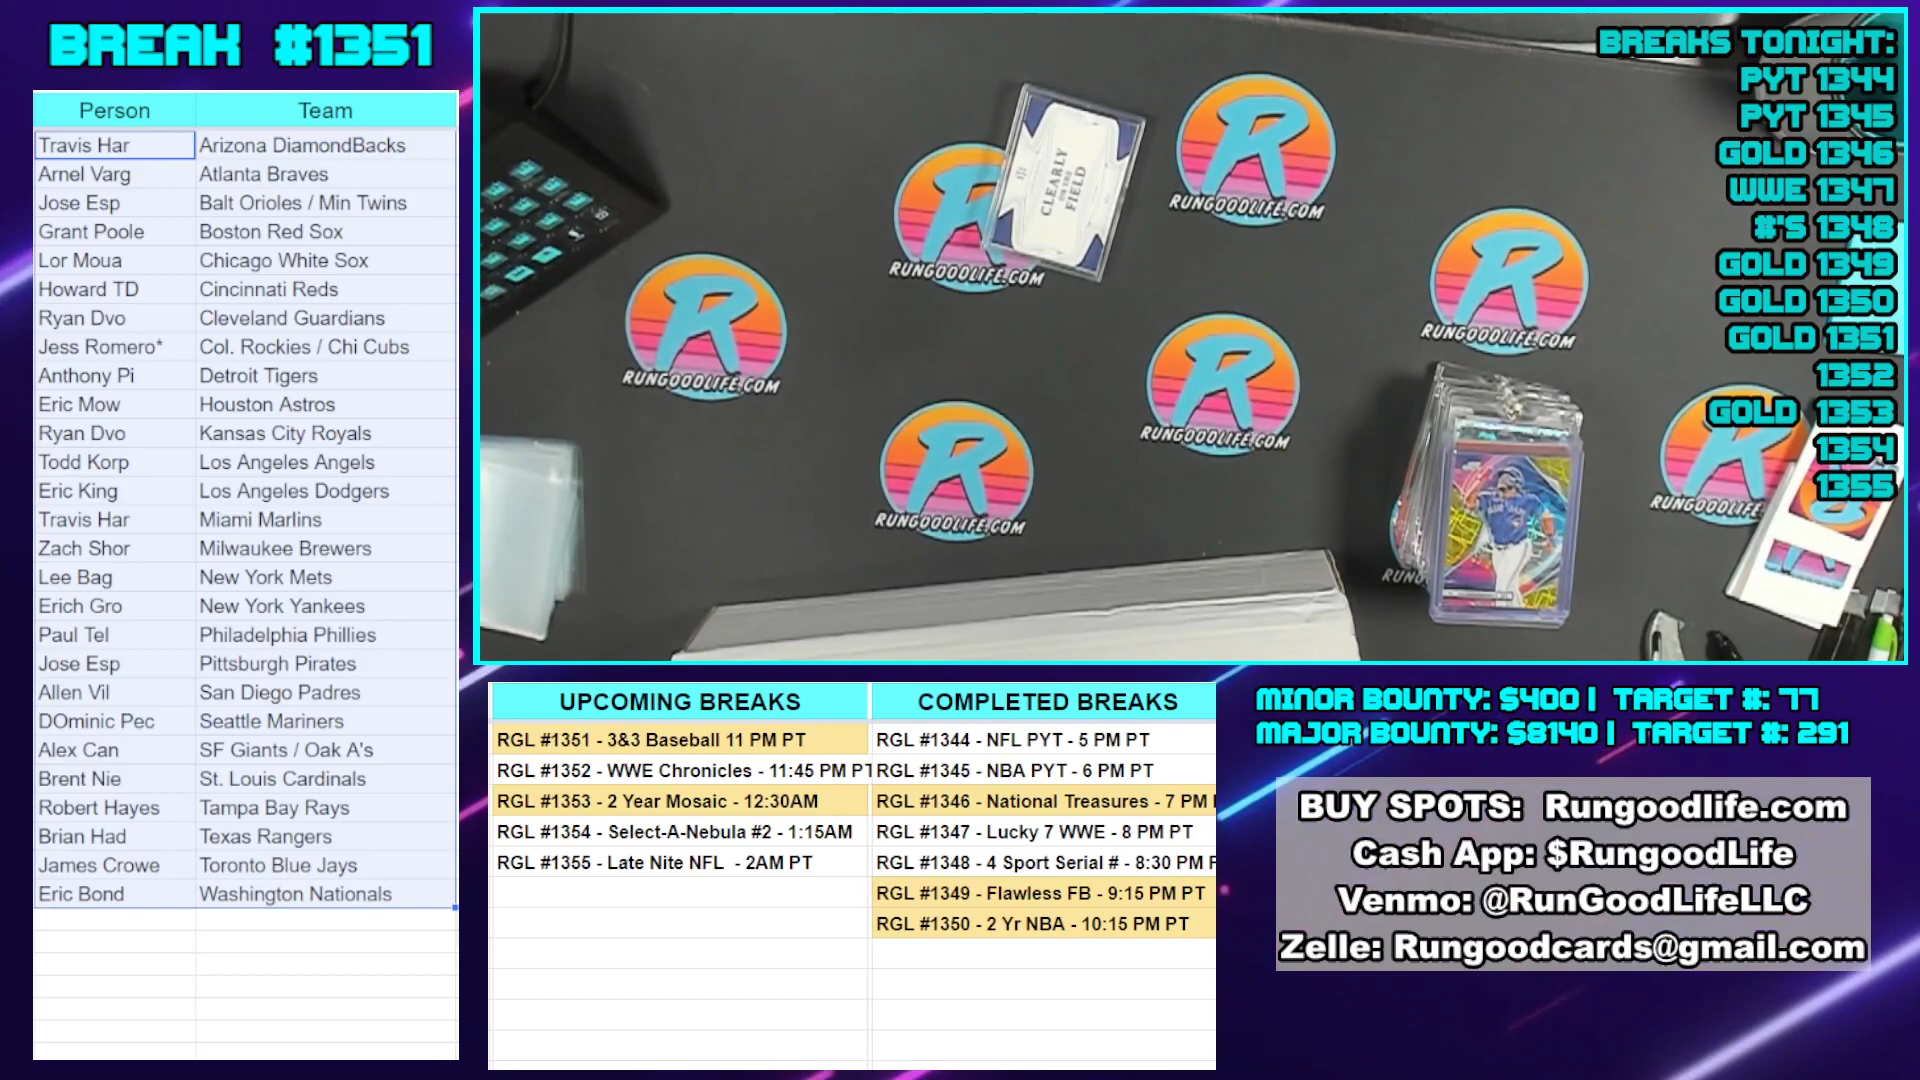 BREAK #1351
Person Team
Travis Har Arizona DiamondBacks
Arnel Varg Atlanta Braves
Jose Esp Balt Orioles / Min Twins
Grant Poole Boston Red Sox
Lor Moua Chicago White Sox
Howard TD Cincinnati Reds
Ryan Dvo Cleveland Guardians
Jess Romero* Col. Rockies / Chi Cubs
Anthony Pi Detroit Tigers
Eric Mow Houston Astros
Ryan Dvo Kansas City Royals
Todd Korp Los Angeles Angels
Eric King Los Angeles Dodgers
Travis Har Miami Marlins
Zach Shor Milwaukee Brewers
Lee Bag New York Mets
Erich Gro New York Yankees
Paul Tel Philadelphia Phillies
Jose Esp Pittsburgh Pirates
Allen Vil San Diego Padres
DOminic Pec Seattle Mariners
Alex Can SF Giants / Oak A's
Brent Nie St. Louis Cardinals
Robert Hayes Tampa Bay Rays
Brian Had Texas Rangers
James Crowe Toronto Blue Jays
Eric Bond Washington Nationals
CLEARLY
ON THE
FIELD
R
RUNGOODLIFE.COM
R
RUNGOODLIFE.COM
R
RUNGOODLIFE.COM
R
RUNGOODLIFE.COM
R
RUNGOODLIFE.COM
R
RUNGOODLIFE.COM
BREAKS TONIGHT:
PYT 1344
PYT 1345
GOLD 1346
WWE 1347
#'S 1348
GOLD 1349
GOLD 1350
GOLD 1351
1352
GOLD 1353
1354
1355
UPCOMING BREAKS
RGL #1351 - 3&3 Baseball 11 PM PT
RGL #1352 - WWE Chronicles - 11:45 PM PT
RGL #1353 - 2 Year Mosaic - 12:30AM
RGL #1354 - Select-A-Nebula #2 - 1:15AM
RGL #1355 - Late Nite NFL - 2AM PT
COMPLETED BREAKS
RGL #1344 - NFL PYT - 5 PM PT
RGL #1345 - NBA PYT - 6 PM PT
RGL #1346 - National Treasures - 7 PM
RGL #1347 - Lucky 7 WWE - 8 PM PT
RGL #1348 - 4 Sport Serial # - 8:30 PM
RGL #1349 - Flawless FB - 9:15 PM PT
RGL #1350 - 2 Yr NBA - 10:15 PM PT
MINOR BOUNTY: $400 | TARGET #: 77
MAJOR BOUNTY: $8140 | TARGET #: 291
BUY SPOTS: Rungoodlife.com
Cash App: $RungoodLife
Venmo: @RunGoodLifeLLC
Zelle: Rungoodcards@gmail.com